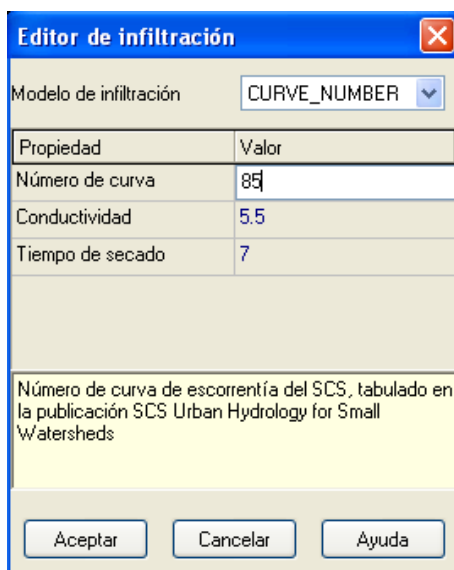 Editor de infiltración
Modelo de infiltración CURVE_NUMBER
Propiedad Valor
Número de curva 85
Conductividad 5.5
Tiempo de secado 7
Número de curva de escorrentía del SCS, tabulado en
la publicación SCS Urban Hydrology for Small
Watersheds
Aceptar Cancelar Ayuda